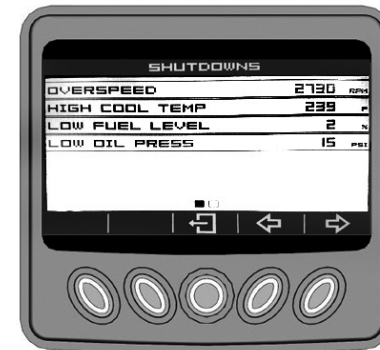 SHUTDOWNS
OVERSPEED 2730 RPM
HIGH COOL TEMP 239 F
LOW FUEL LEVEL 2 %
LOW OIL PRESS 15 PSI